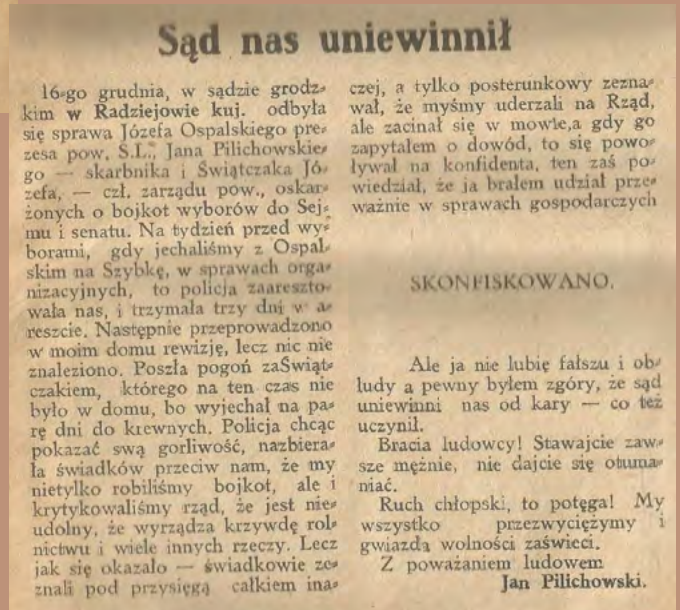 Sąd nas uniewinnił
16-go grudnia, w sądzie grodz-
kim w Radziejowie kuj. odbyła
się sprawa Józefa Ospalskiego pre-
zesa pow. S.L., Jana Pilichowskie-
go — skarbnika i Świątczaka Jó-
zefa, — czł. zarządu pow., oskar-
żonych o bojkot wyborów do Sej-
mu i senatu. Na tydzień przed wy-
borami, gdy jechaliśmy z Ospal-
skim na Szybkę, w sprawach orga-
nizacyjnych, to policja zaareszto-
wała nas, i trzymała trzy dni w a-
reszcie. Następnie przeprowadzono
w moim domu rewizję, lecz nic nie
znaleziono. Poszła pogoń zaŚwiąt-
czakiem, którego na ten czas nie
było w domu, bo wyjechał na pa-
rę dni do krewnych. Policja chcąc
pokazać swą gorliwość, nazbiera-
ła świadków przeciw nam, że my
nietylko robiliśmy bojkot, ale i
krytykowaliśmy rząd, że jest nie-
udolny, że wyrządza krzywdę rol-
nictwu i wiele innych rzeczy. Lecz
jak się okazało — świadkowie ze-
znali pod przysięgą całkiem ina-
czej, a tylko posterunkowy zezna-
wał, że myśmy uderzali na Rząd,
ale zacinał się w mowie,a gdy go
zapytałem o dowód, to się powo-
ływał na konfidenta, ten zaś po-
wiedział, że ja brałem udział prze-
ważnie w sprawach gospodarczych
SKONFISKOWANO.
Ale ja nie lubię fałszu i ob-
ludy a pewny byłem zgóry, że sąd
uniewinni nas od kary — co też
uczynił.
Bracia ludowcy! Stawajcie zaw-
sze mężnie, nie dajcie się otuma-
niać.
Ruch chłopski, to potęga! My
wszystko przezwyciężymy i
gwiazda wolności zaświeci.
Z poważaniem ludowem
Jan Pilichowski.